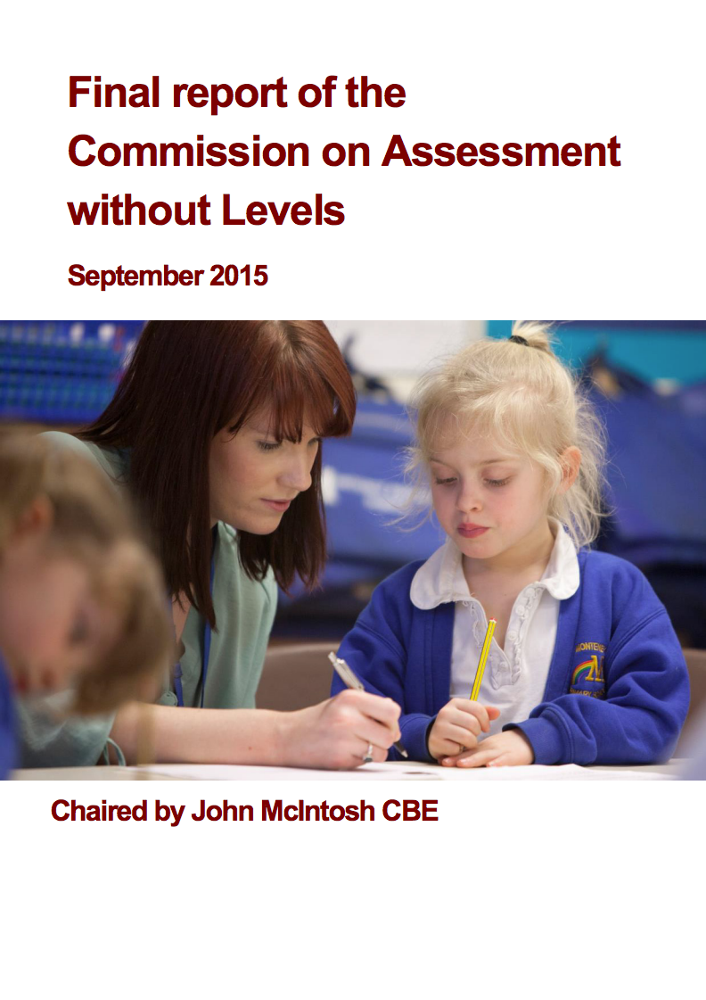 Final report of the
Commission on Assessment
without Levels
September 2015
Chaired by John McIntosh CBE